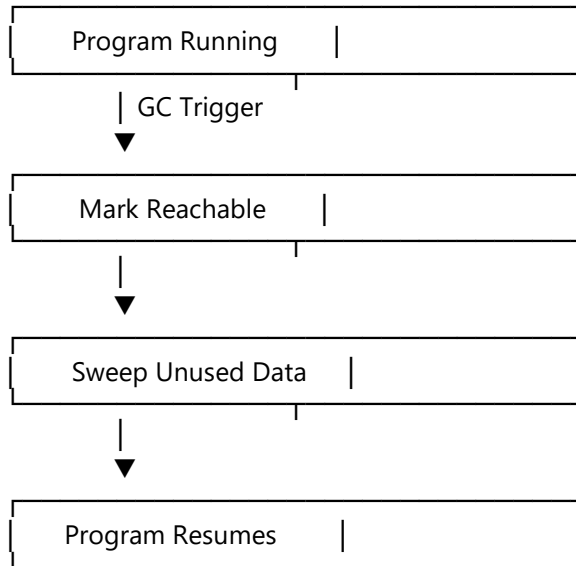 Program Running
GC Trigger
Mark Reachable
Sweep Unused Data
Program Resumes